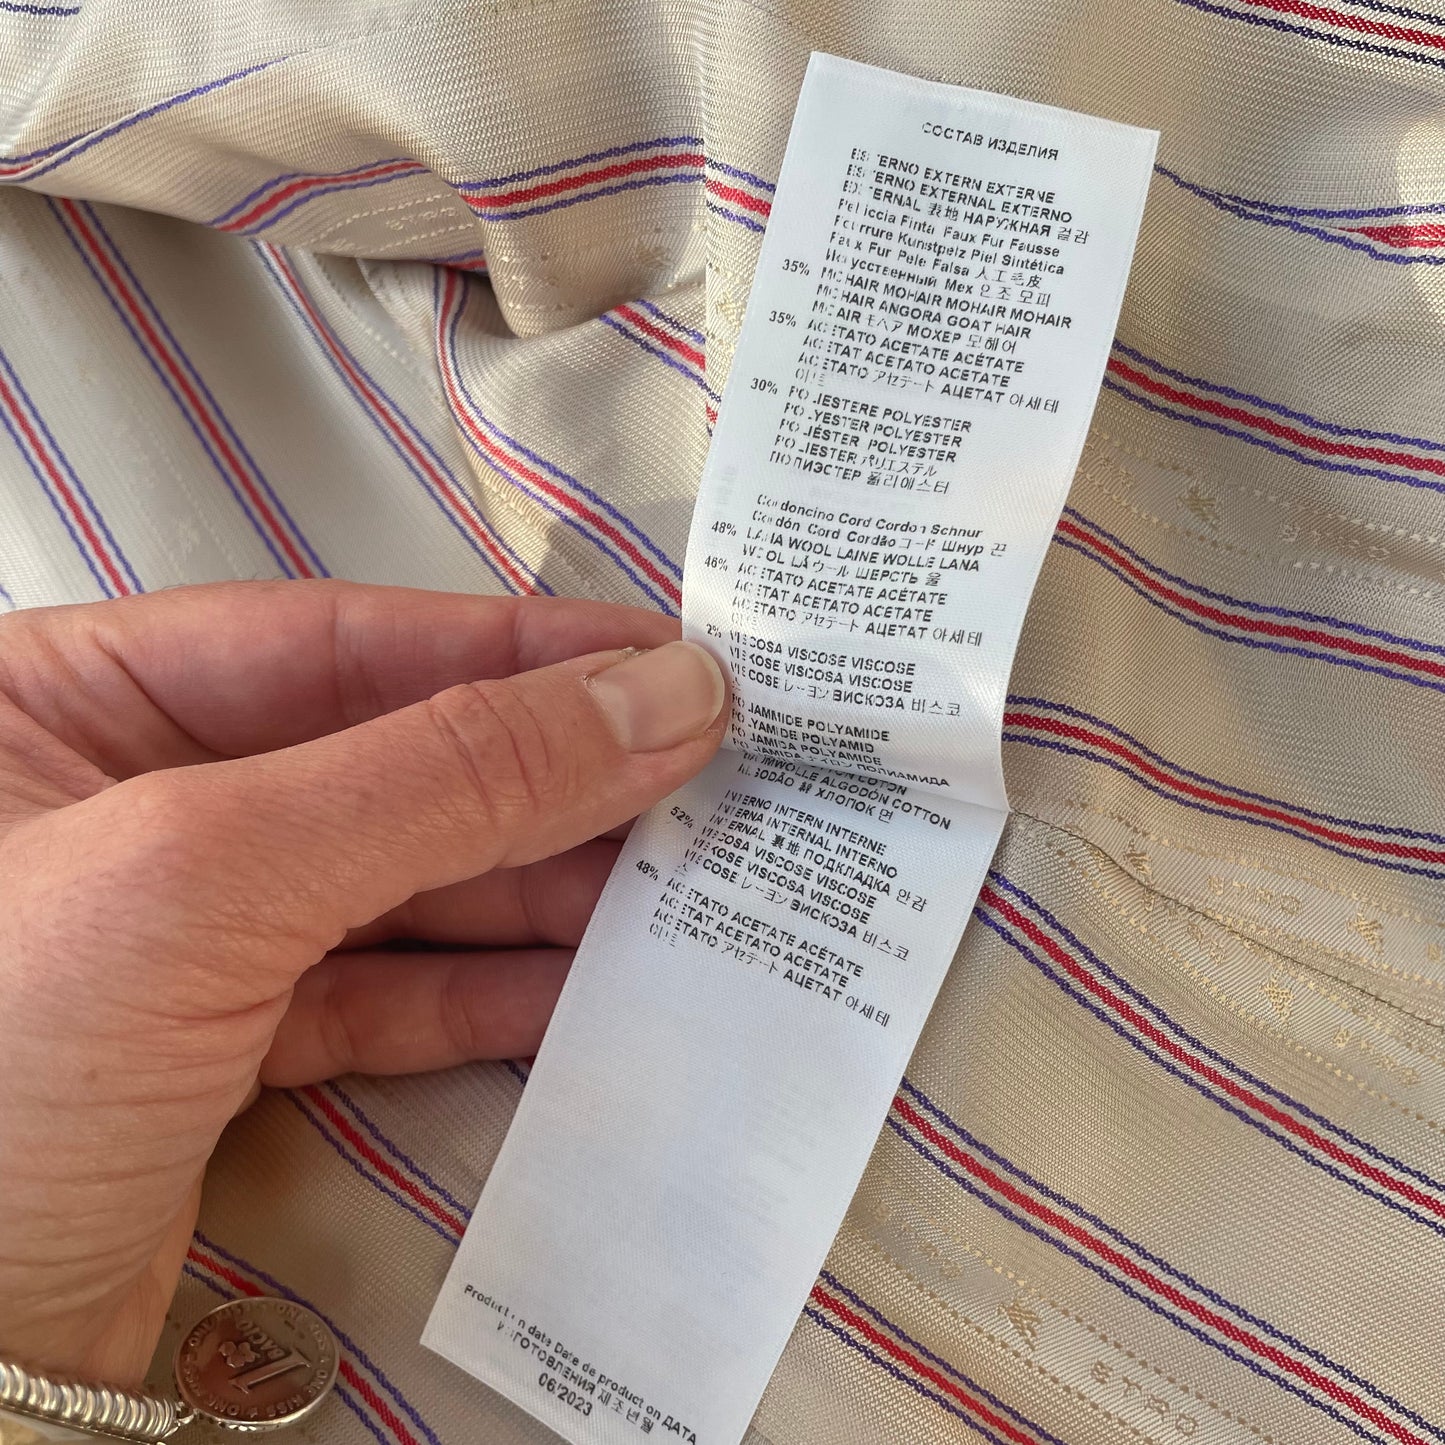 СОСТАВ ИЗДЕЛИЯ
ESTERNO EXTERN EXTERNE
ESTERNO EXTERNAL EXTERNO
EXTERNAL 表地 НАРУЖНАЯ 겉감
Pelliccia Finta Faux Fur Fausse
Fourrure Kunstpelz Piel Sintética
Faux Fur Pele Falsa 人工毛皮
Искусственный Мех 인조 모피
35% MOHAIR MOHAIR MOHAIR MOHAIR
MOHAIR ANGORA GOAT HAIR
MOHAIR モヘア МОХЕР 모헤어
35% ACETATO ACETATE ACÉTATE
ACETAT ACETATO ACETATE
ACETATO アセテート АЦЕТАТ 아세테
이트
30% POLIESTERE POLYESTER
POLYESTER POLYESTER
POLIÉSTER POLYESTER
POLIESTER ポリエステル
ПОЛИЭСТЕР 폴리에스터
Cordoncino Cord Cordon Schnur
Cordón Cord Cordão コード Шнур 끈
48% LANA WOOL LAINE WOLLE LANA
WOOL LÃ ウール ШЕРСТЬ 울
46% ACETATO ACETATE ACÉTATE
ACETAT ACETATO ACETATE
ACETATO アセテート АЦЕТАТ 아세테
이트
2% VISCOSA VISCOSE VISCOSE
VISKOSE VISCOSA VISCOSE
VISCOSE レーヨン ВИСКОЗА 비스코
스
POLIAMMIDE POLYAMIDE
POLYAMIDE POLYAMID
POLIAMIDA POLYAMIDE
POLIAMIDA ПОЛИАМИДА
BAUMWOLLE ALGODÓN COTTON
ALGODÃO 綿 ХЛОПОК 면
INTERNO INTERN INTERNE
INTERNA INTERNAL INTERNO
INTERNAL 裏地 ПОДКЛАДКА 안감
52% VISCOSA VISCOSE VISCOSE
VISKOSE VISCOSA VISCOSE
VISCOSE レーヨン ВИСКОЗА 비스코
스
48% ACETATO ACETATE ACÉTATE
ACETAT ACETATO ACETATE
ACETATO アセテート АЦЕТАТ 아세테
이트
Production date Date de production ДАТА
ИЗГОТОВЛЕНИЯ 제조년월
06/2023
ETRO